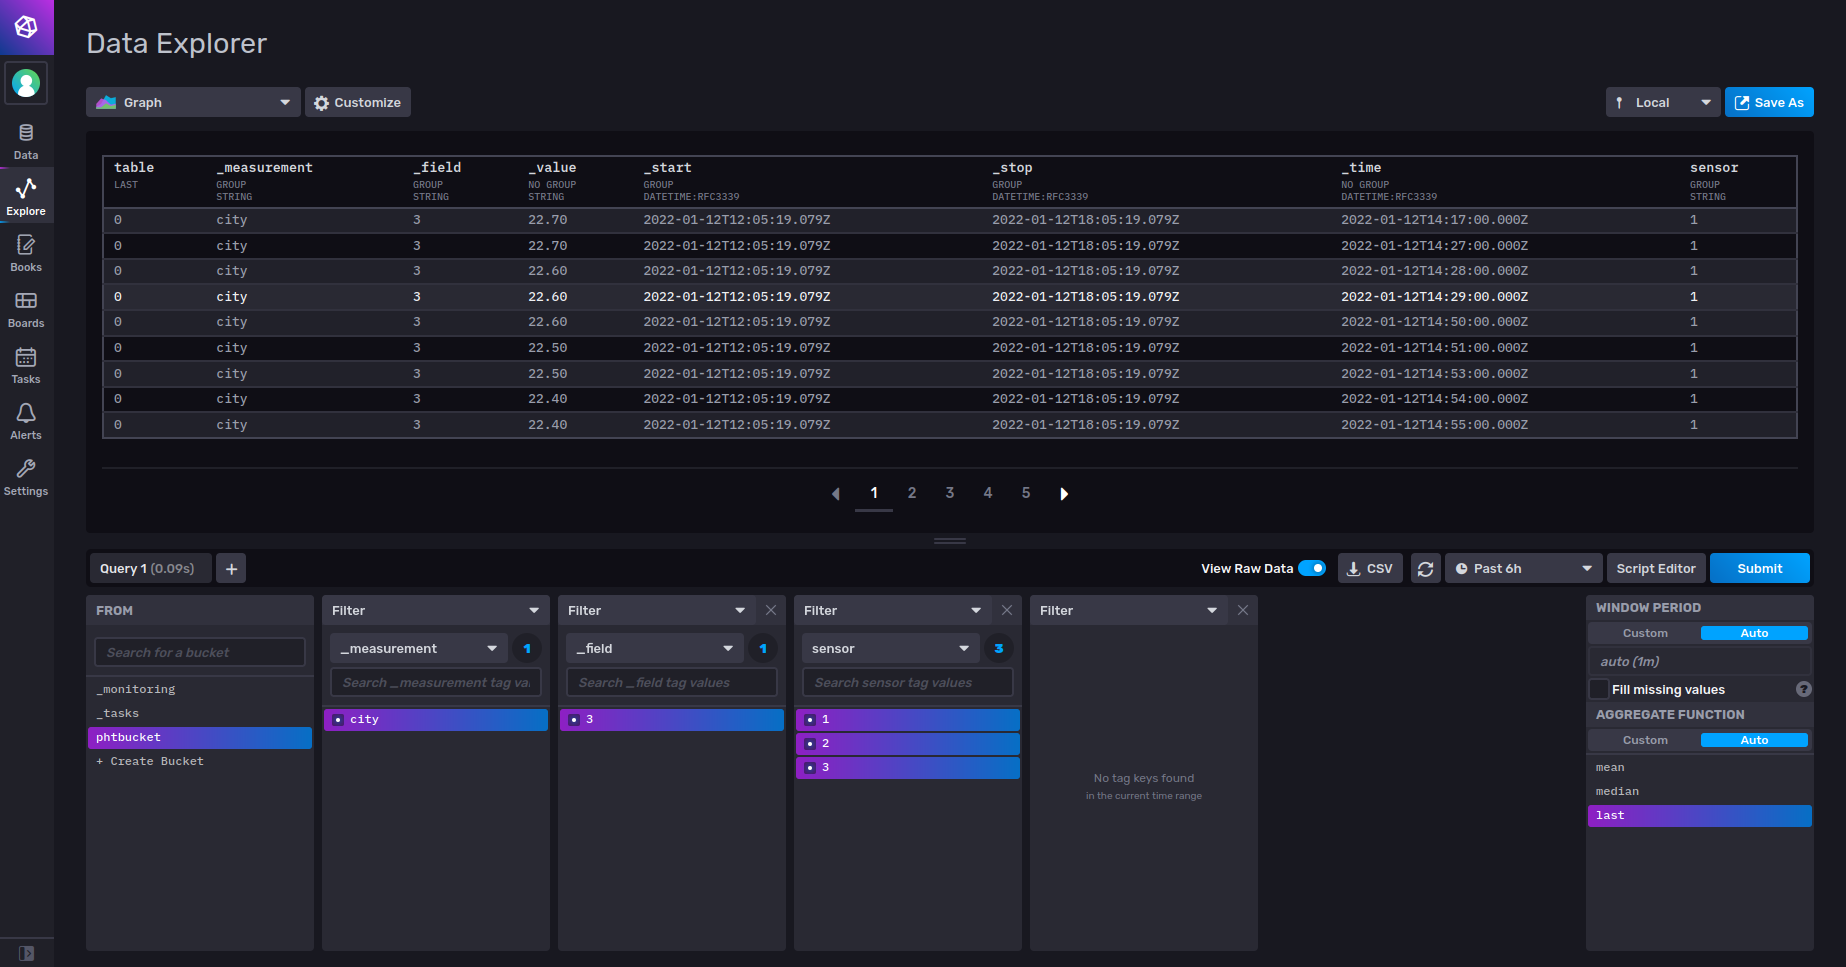 Data Explorer
Graph
Customize
Local
Save As
Data
Explore
Books
Boards
Tasks
Alerts
Settings
table _measurement _field _value _start _stop _time sensor
LAST GROUP GROUP NO GROUP GROUP GROUP NO GROUP GROUP
STRING STRING STRING DATETIME:RFC3339 DATETIME:RFC3339 DATETIME:RFC3339 STRING
0 city 3 22.70 2022-01-12T12:05:19.079Z 2022-01-12T18:05:19.079Z 2022-01-12T14:17:00.000Z 1
0 city 3 22.70 2022-01-12T12:05:19.079Z 2022-01-12T18:05:19.079Z 2022-01-12T14:27:00.000Z 1
0 city 3 22.60 2022-01-12T12:05:19.079Z 2022-01-12T18:05:19.079Z 2022-01-12T14:28:00.000Z 1
0 city 3 22.60 2022-01-12T12:05:19.079Z 2022-01-12T18:05:19.079Z 2022-01-12T14:29:00.000Z 1
0 city 3 22.60 2022-01-12T12:05:19.079Z 2022-01-12T18:05:19.079Z 2022-01-12T14:50:00.000Z 1
0 city 3 22.50 2022-01-12T12:05:19.079Z 2022-01-12T18:05:19.079Z 2022-01-12T14:51:00.000Z 1
0 city 3 22.50 2022-01-12T12:05:19.079Z 2022-01-12T18:05:19.079Z 2022-01-12T14:53:00.000Z 1
0 city 3 22.40 2022-01-12T12:05:19.079Z 2022-01-12T18:05:19.079Z 2022-01-12T14:54:00.000Z 1
0 city 3 22.40 2022-01-12T12:05:19.079Z 2022-01-12T18:05:19.079Z 2022-01-12T14:55:00.000Z 1
1 2 3 4 5
Query 1 (0.09s) +
View Raw Data
CSV
Past 6h
Script Editor
Submit
FROM
Search for a bucket
_monitoring
_tasks
phtbucket
+ Create Bucket
Filter
_measurement 1
Search _measurement tag va
city
Filter
_field 1
Search _field tag values
3
Filter
sensor 3
Search sensor tag values
1
2
3
Filter
No tag keys found
in the current time range
WINDOW PERIOD
Custom Auto
auto (1m)
Fill missing values ?
AGGREGATE FUNCTION
Custom Auto
mean
median
last